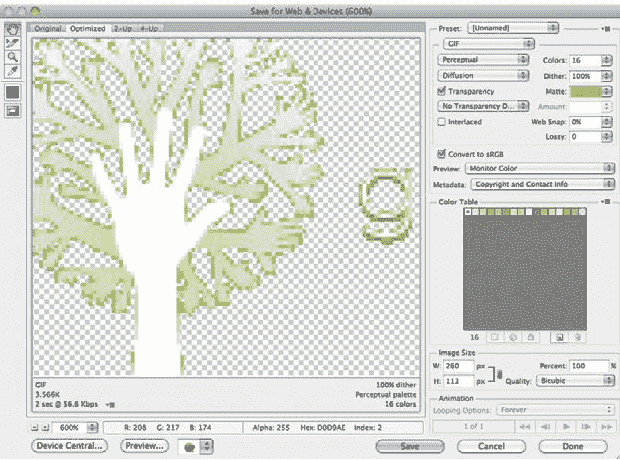 Save for Web & Devices (600%)
Original Optimized 2-Up 4-Up
Preset: [Unnamed]
GIF
Perceptual Colors: 16
Diffusion Dither: 100%
Transparency Matte:
No Transparency D... Amount:
Interlaced Web Snap: 0%
Lossy: 0
Convert to sRGB
Preview: Monitor Color
Metadata: Copyright and Contact Info
Color Table
16
Image Size
W: 260 px Percent: 100 %
H: 112 px Quality: Bicubic
Animation
Looping Options: Forever
1 of 1
GIF 100% dither
3.566K Perceptual palette
2 sec @ 56.6 Kbps 16 colors
600% R: 208 G: 217 B: 174 Alpha: 255 Hex: D0D9AE Index: 2
Device Central... Preview... Save Cancel Done